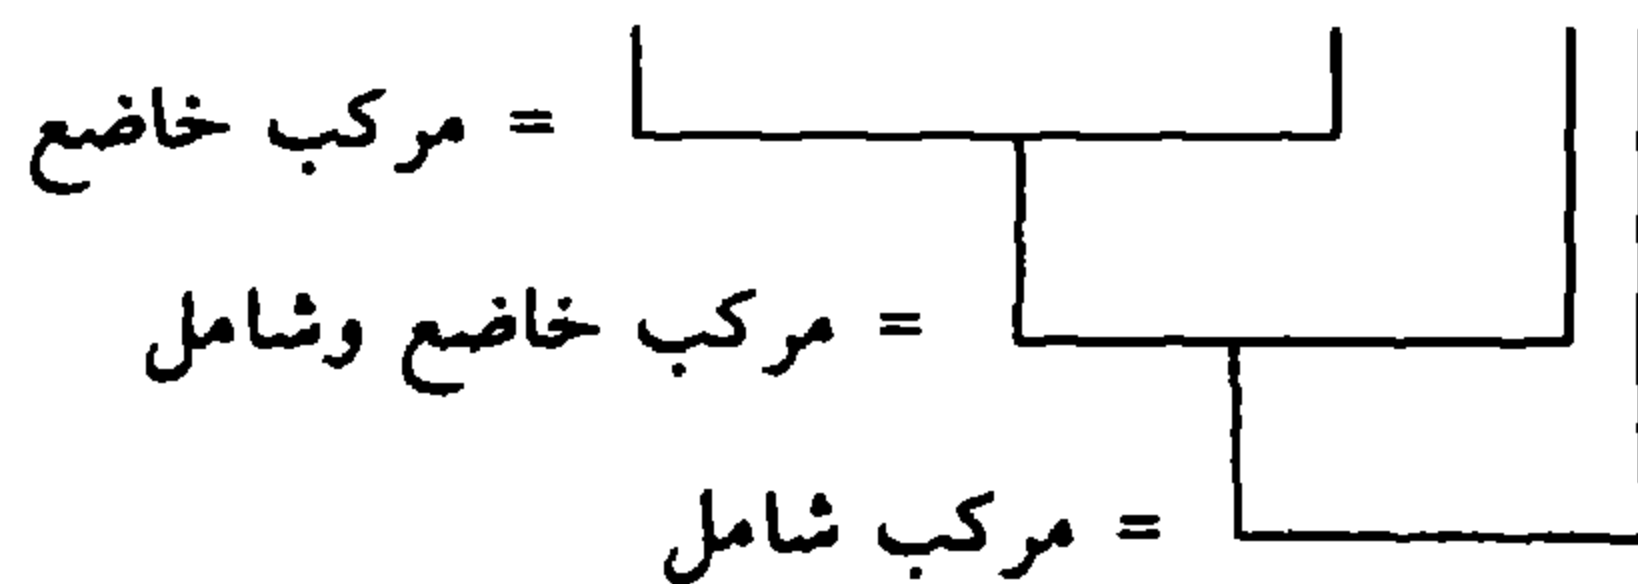 = مركب خاضع
= مركب خاضع وشامل
= مركب شامل